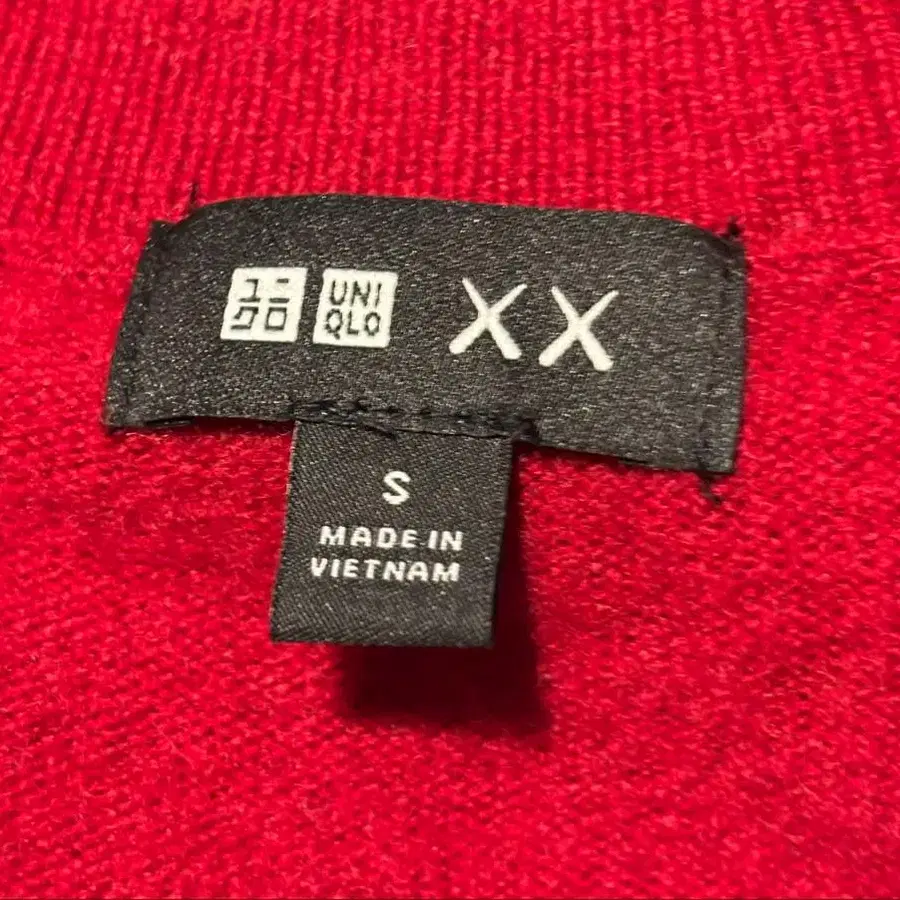 ユニ UNI XX
クロ QLO
S
MADE IN
VIETNAM